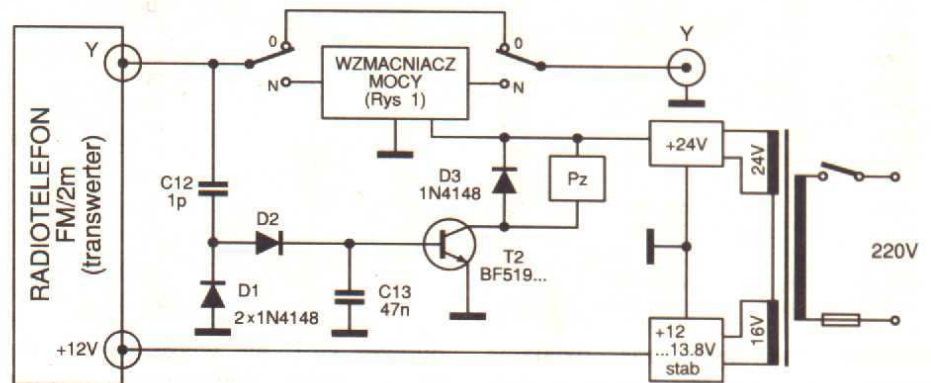 RADIOTELEFON
FM/2m
(transwerter)
Y
+12V
0
N
WZMACNIACZ
MOCY
(Rys 1)
0
N
Y
C12
1p
D2
D1
2x1N4148
C13
47n
D3
1N4148
Pz
T2
BF519...
+24V
24V
+12
...13.8V
stab
16V
220V